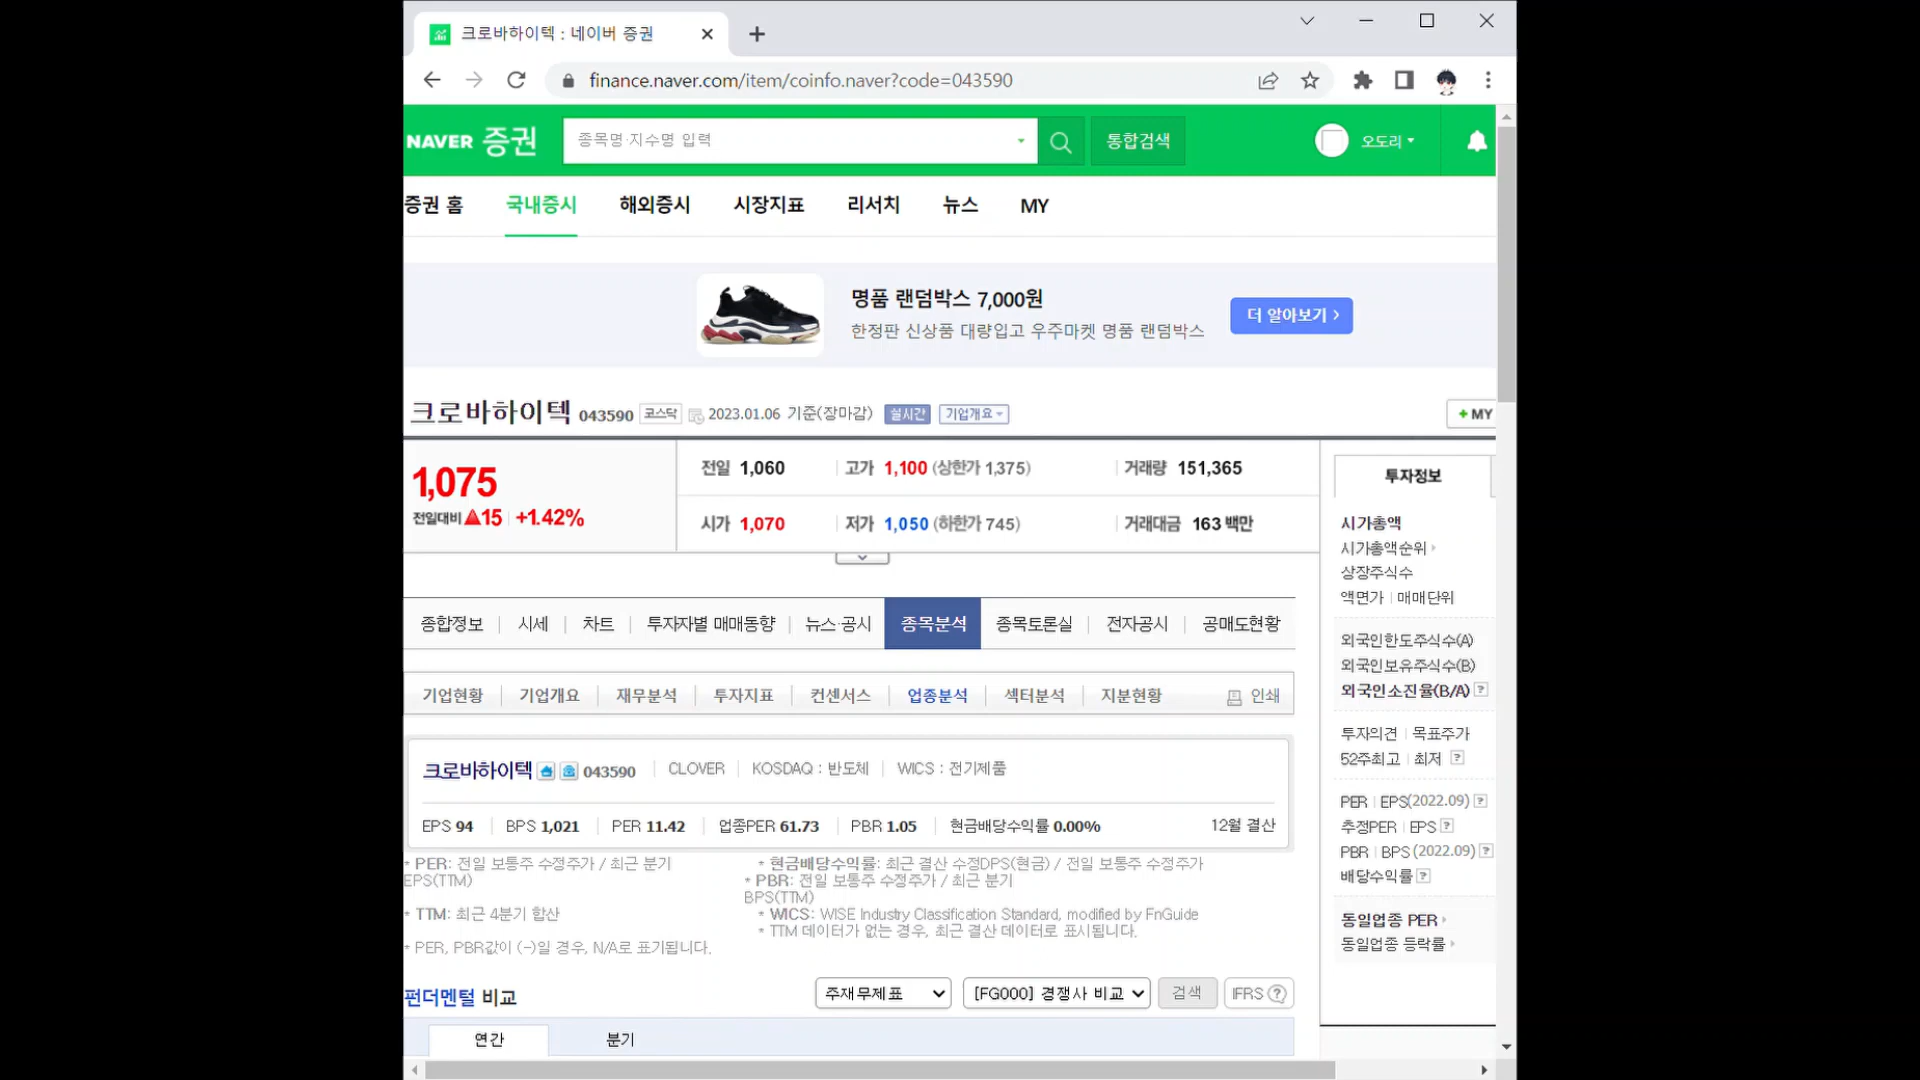 크로바하이텍 : 네이버 증권
finance.naver.com/item/coinfo.naver?code=043590
NAVER 증권 종목명·지수명 입력 통합검색 오도리
증권 홈 국내증시 해외증시 시장지표 리서치 뉴스 MY
명품 랜덤박스 7,000원
한정판 신상품 대량입고 우주마켓 명품 랜덤박스
더 알아보기 >
크로바하이텍 043590 코스닥 2023.01.06 기준(장마감) 실시간 기업개요
+ MY
1,075
전일대비 ▲15 +1.42%
전일 1,060 고가 1,100 (상한가 1,375) 거래량 151,365
시가 1,070 저가 1,050 (하한가 745) 거래대금 163 백만
종합정보 시세 차트 투자자별 매매동향 뉴스·공시 종목분석 종목토론실 전자공시 공매도현황
기업현황 기업개요 재무분석 투자지표 컨센서스 업종분석 섹터분석 지분현황 인쇄
크로바하이텍 043590 CLOVER KOSDAQ : 반도체 WICS : 전기제품
EPS 94 BPS 1,021 PER 11.42 업종PER 61.73 PBR 1.05 현금배당수익률 0.00% 12월 결산
* PER: 전일 보통주 수정주가 / 최근 분기
EPS(TTM)
* TTM: 최근 4분기 합산
* PER, PBR값이 (-)일 경우, N/A로 표기됩니다.
* 현금배당수익률: 최근 결산 수정DPS(현금) / 전일 보통주 수정주가
* PBR: 전일 보통주 수정주가 / 최근 분기
BPS(TTM)
* WICS: WISE Industry Classification Standard, modified by FnGuide
* TTM 데이터가 없는 경우, 최근 결산 데이터로 표시됩니다.
펀더멘털 비교 주재무제표 [FG000] 경쟁사 비교 검색 IFRS ?
연간 분기
투자정보
시가총액
시가총액순위
상장주식수
액면가 | 매매단위
외국인한도주식수(A)
외국인보유주식수(B)
외국인소진율(B/A) ?
투자의견 | 목표주가
52주최고 | 최저 ?
PER | EPS(2022.09) ?
추정PER | EPS ?
PBR | BPS (2022.09) ?
배당수익률 ?
동일업종 PER
동일업종 등락률